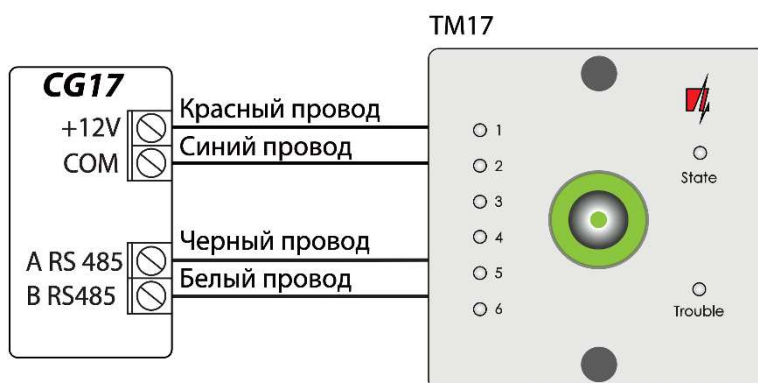 TM17
CG17
+12V
Красный провод
COM
Синий провод
A RS 485
Черный провод
B RS485
Белый провод
1
2
3
4
5
6
State
Trouble